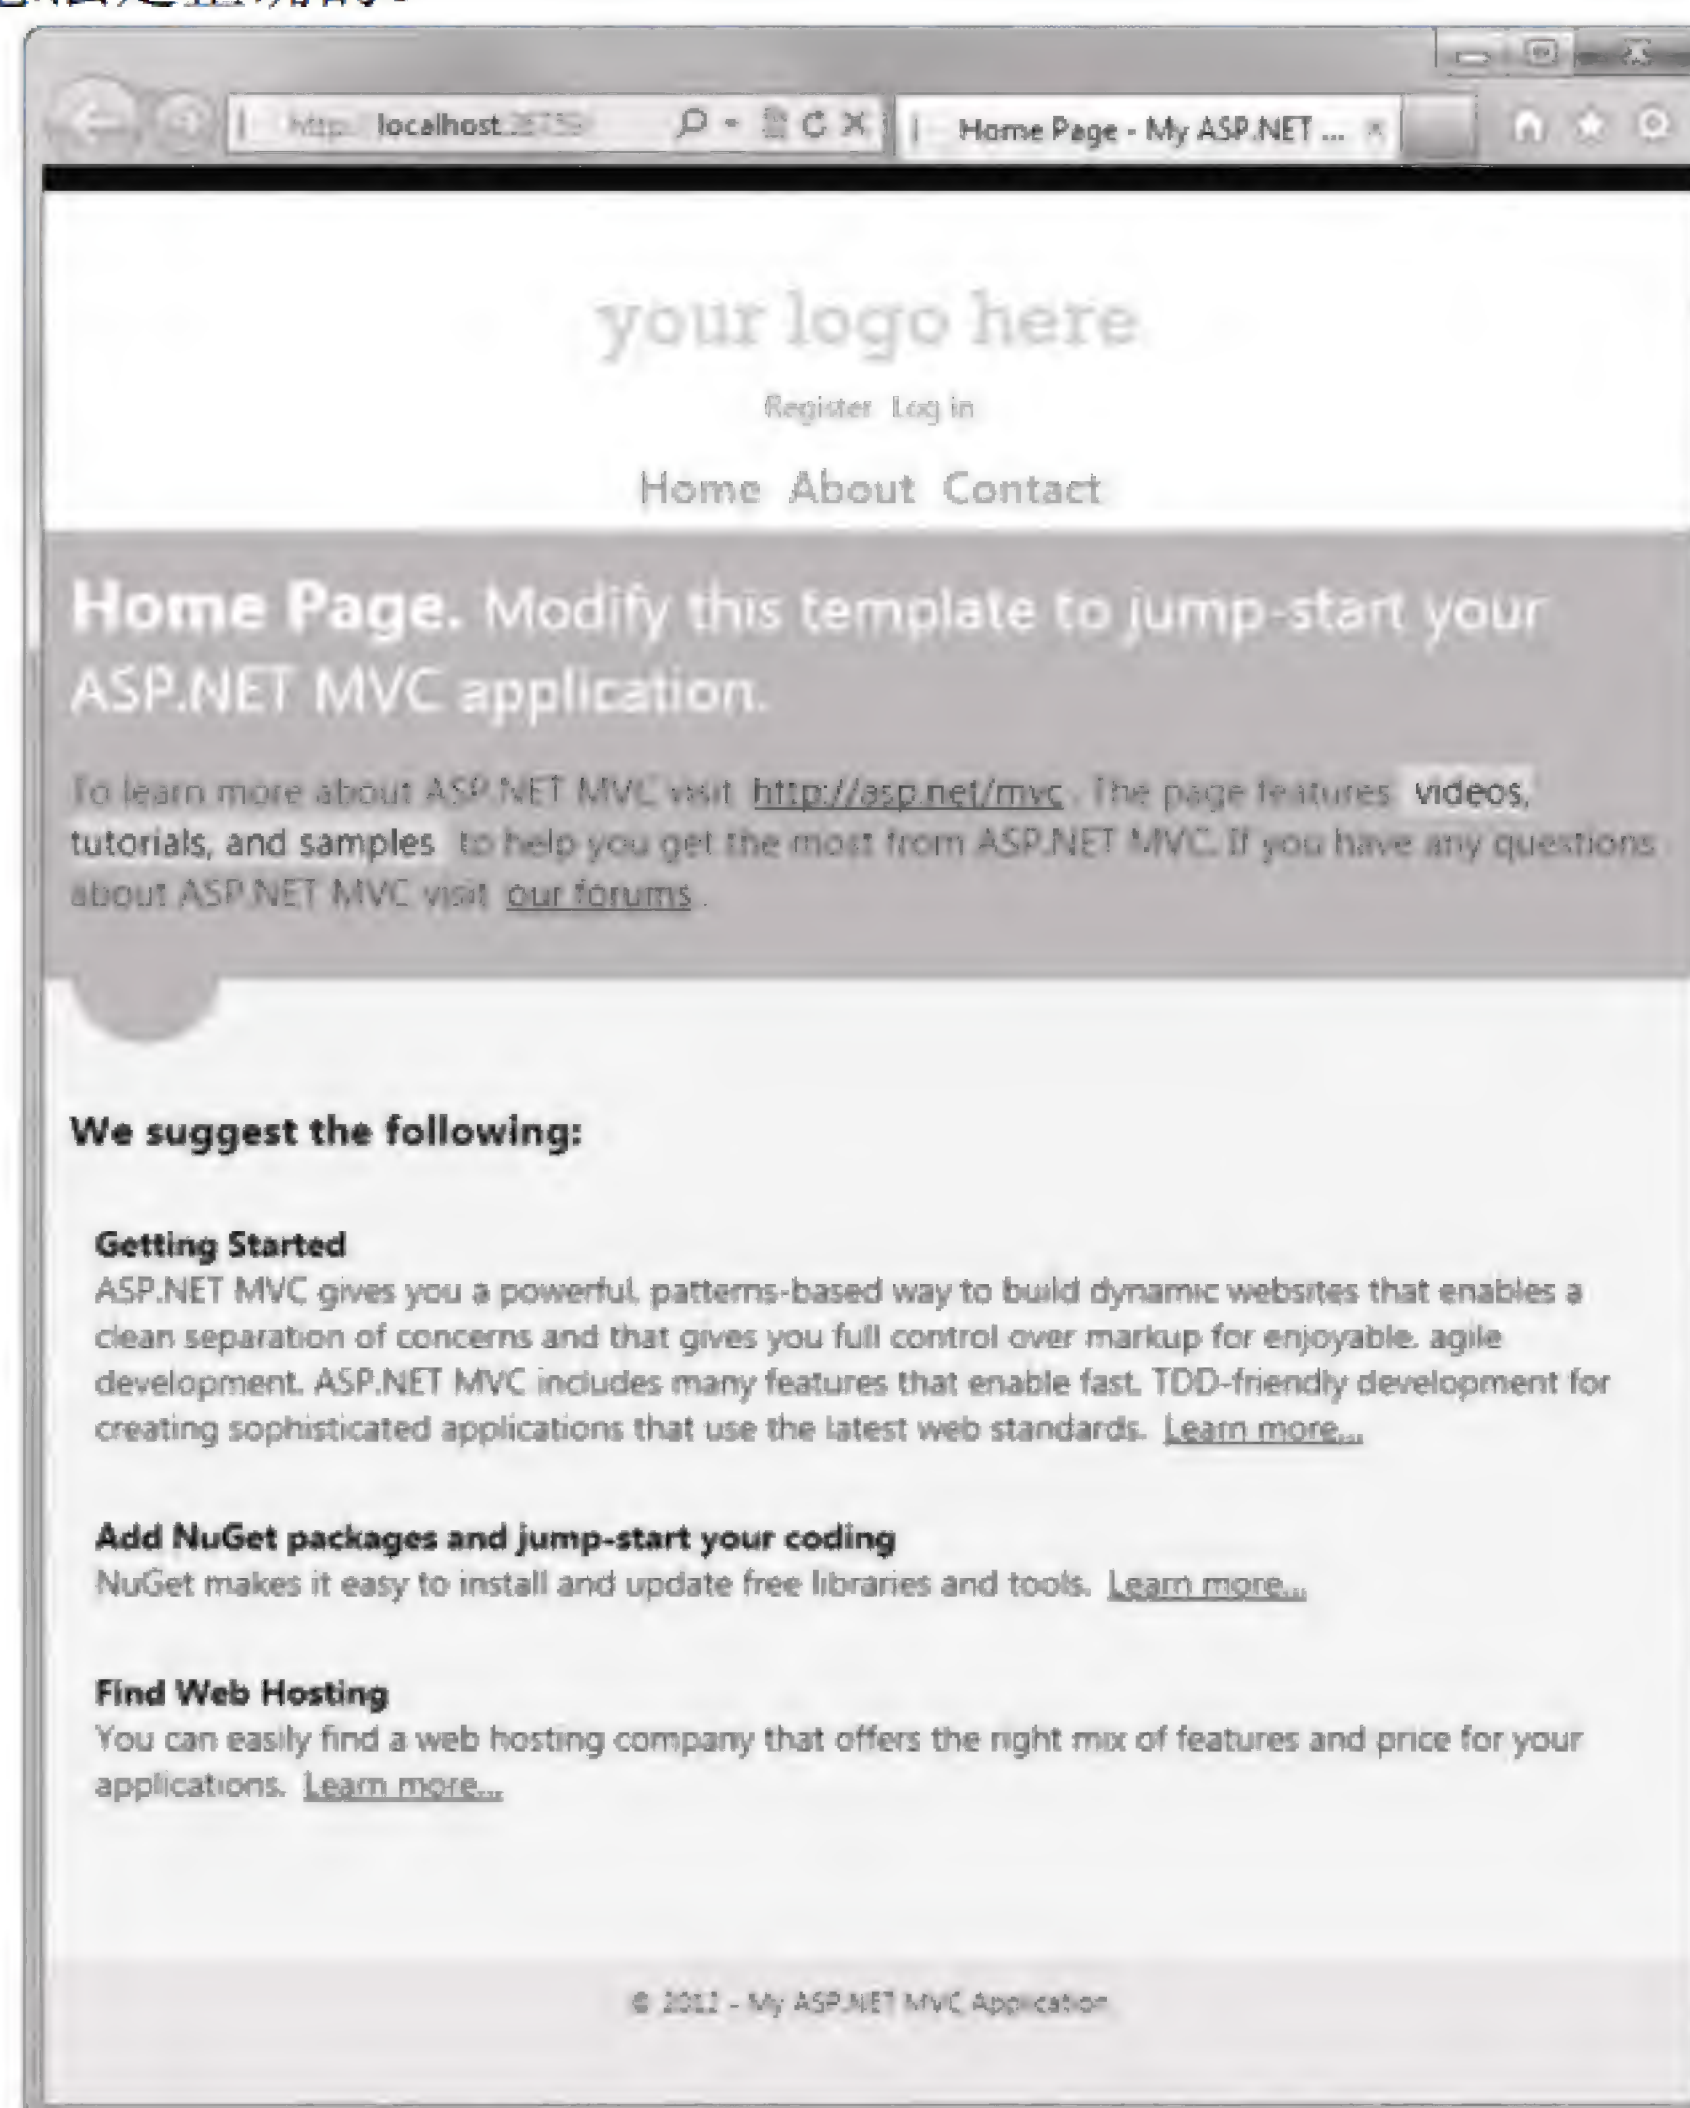 http localhost
Home Page - My ASP.NET ...
your logo here
Register Log in
Home About Contact
Home Page. Modify this template to jump-start your
ASP.NET MVC application.
To learn more about ASP.NET MVC visit http://asp.net/mvc . The page features videos,
tutorials, and samples to help you get the most from ASP.NET MVC. If you have any questions
about ASP.NET MVC visit our forums .
We suggest the following:
Getting Started
ASP.NET MVC gives you a powerful, patterns-based way to build dynamic websites that enables a
clean separation of concerns and that gives you full control over markup for enjoyable, agile
development. ASP.NET MVC includes many features that enable fast, TDD-friendly development for
creating sophisticated applications that use the latest web standards. Learn more...
Add NuGet packages and jump-start your coding
NuGet makes it easy to install and update free libraries and tools. Learn more...
Find Web Hosting
You can easily find a web hosting company that offers the right mix of features and price for your
applications. Learn more...
© 2012 - My ASP.NET MVC Application